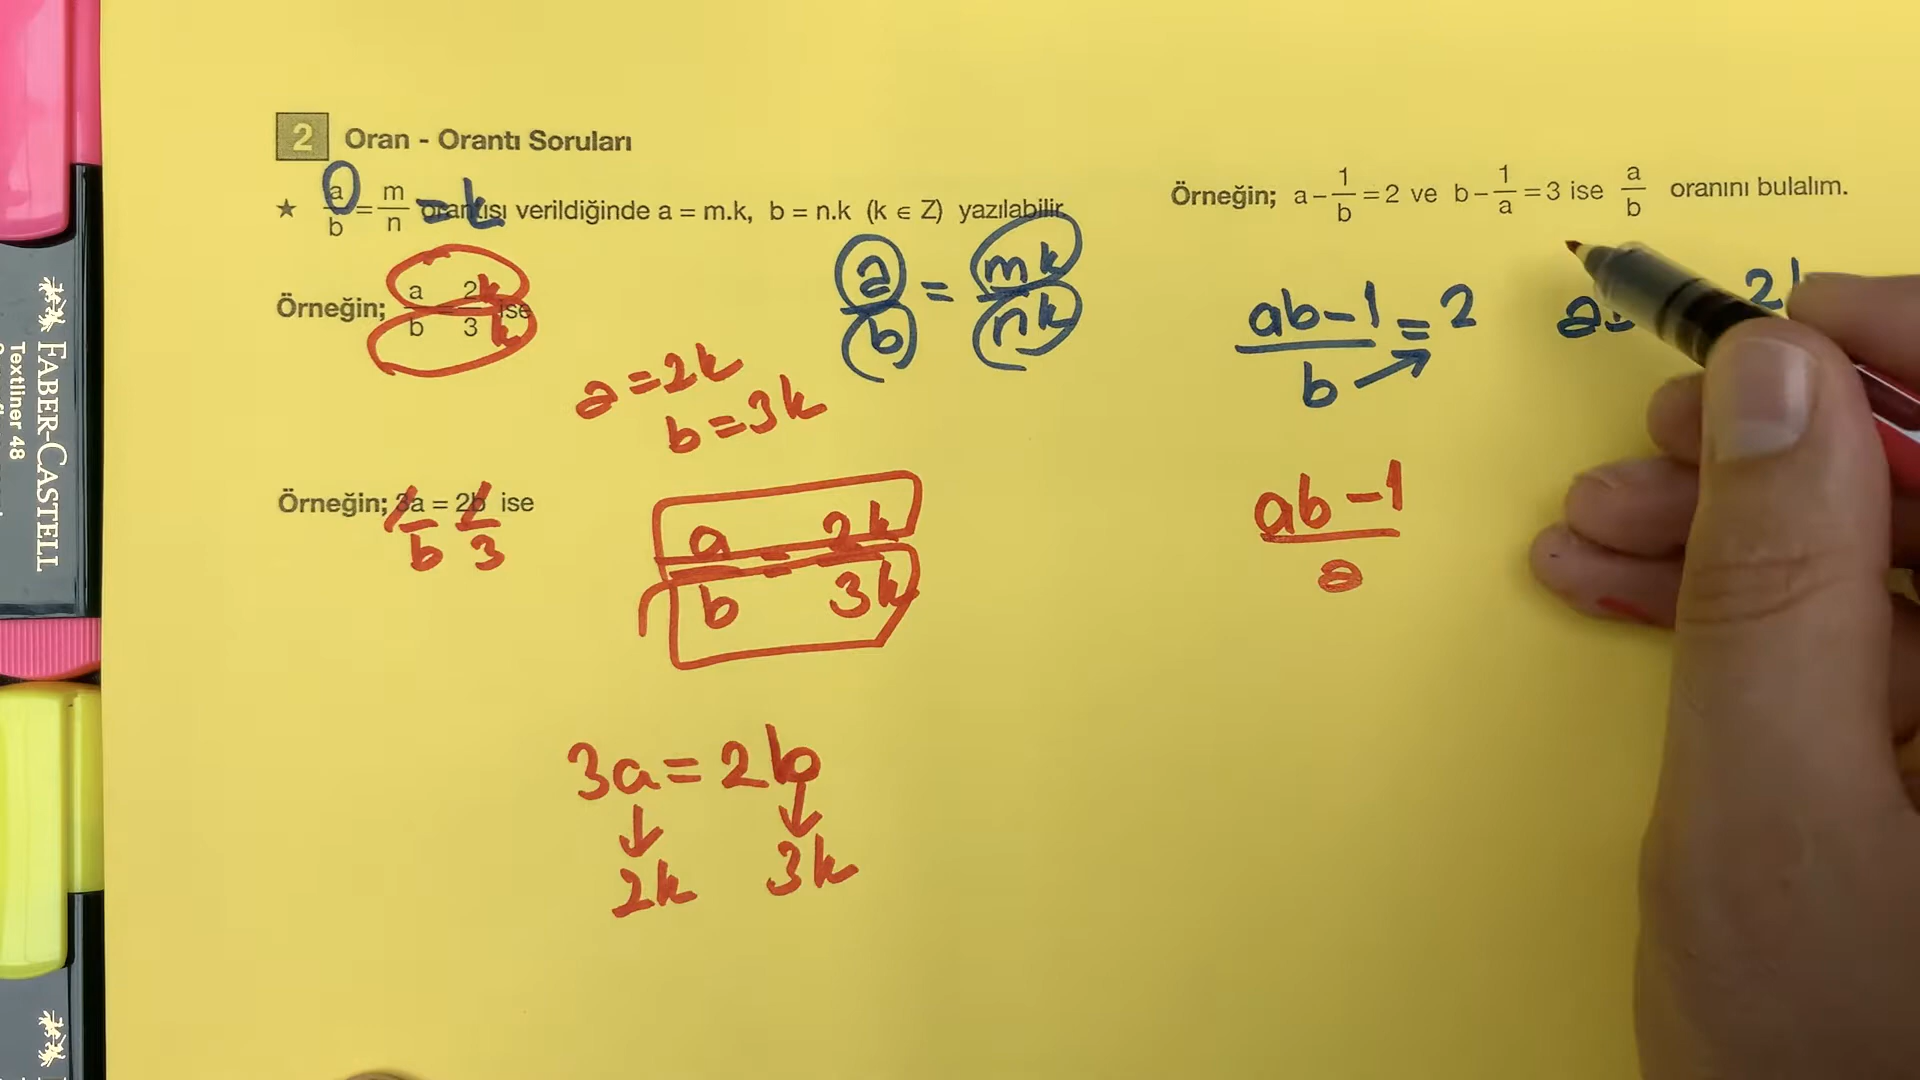 2 Oran - Orantı Soruları
★ a/b = m/n = k orantısı verildiğinde a = m.k, b = n.k (k ∈ Z) yazılabilir
a/b = mk/nk
Örneğin; a/b = 2k/3k ise
a = 2k
b = 3k
Örneğin; 3a = 2b ise
b 3
a/b = 2k/3k
3a = 2b
↓ ↓
2k 3k
Örneğin; a - 1/b = 2 ve b - 1/a = 3 ise a/b oranını bulalım.
ab-1/b = 2
ab-1/a
FABER-CASTELL
Textliner 48